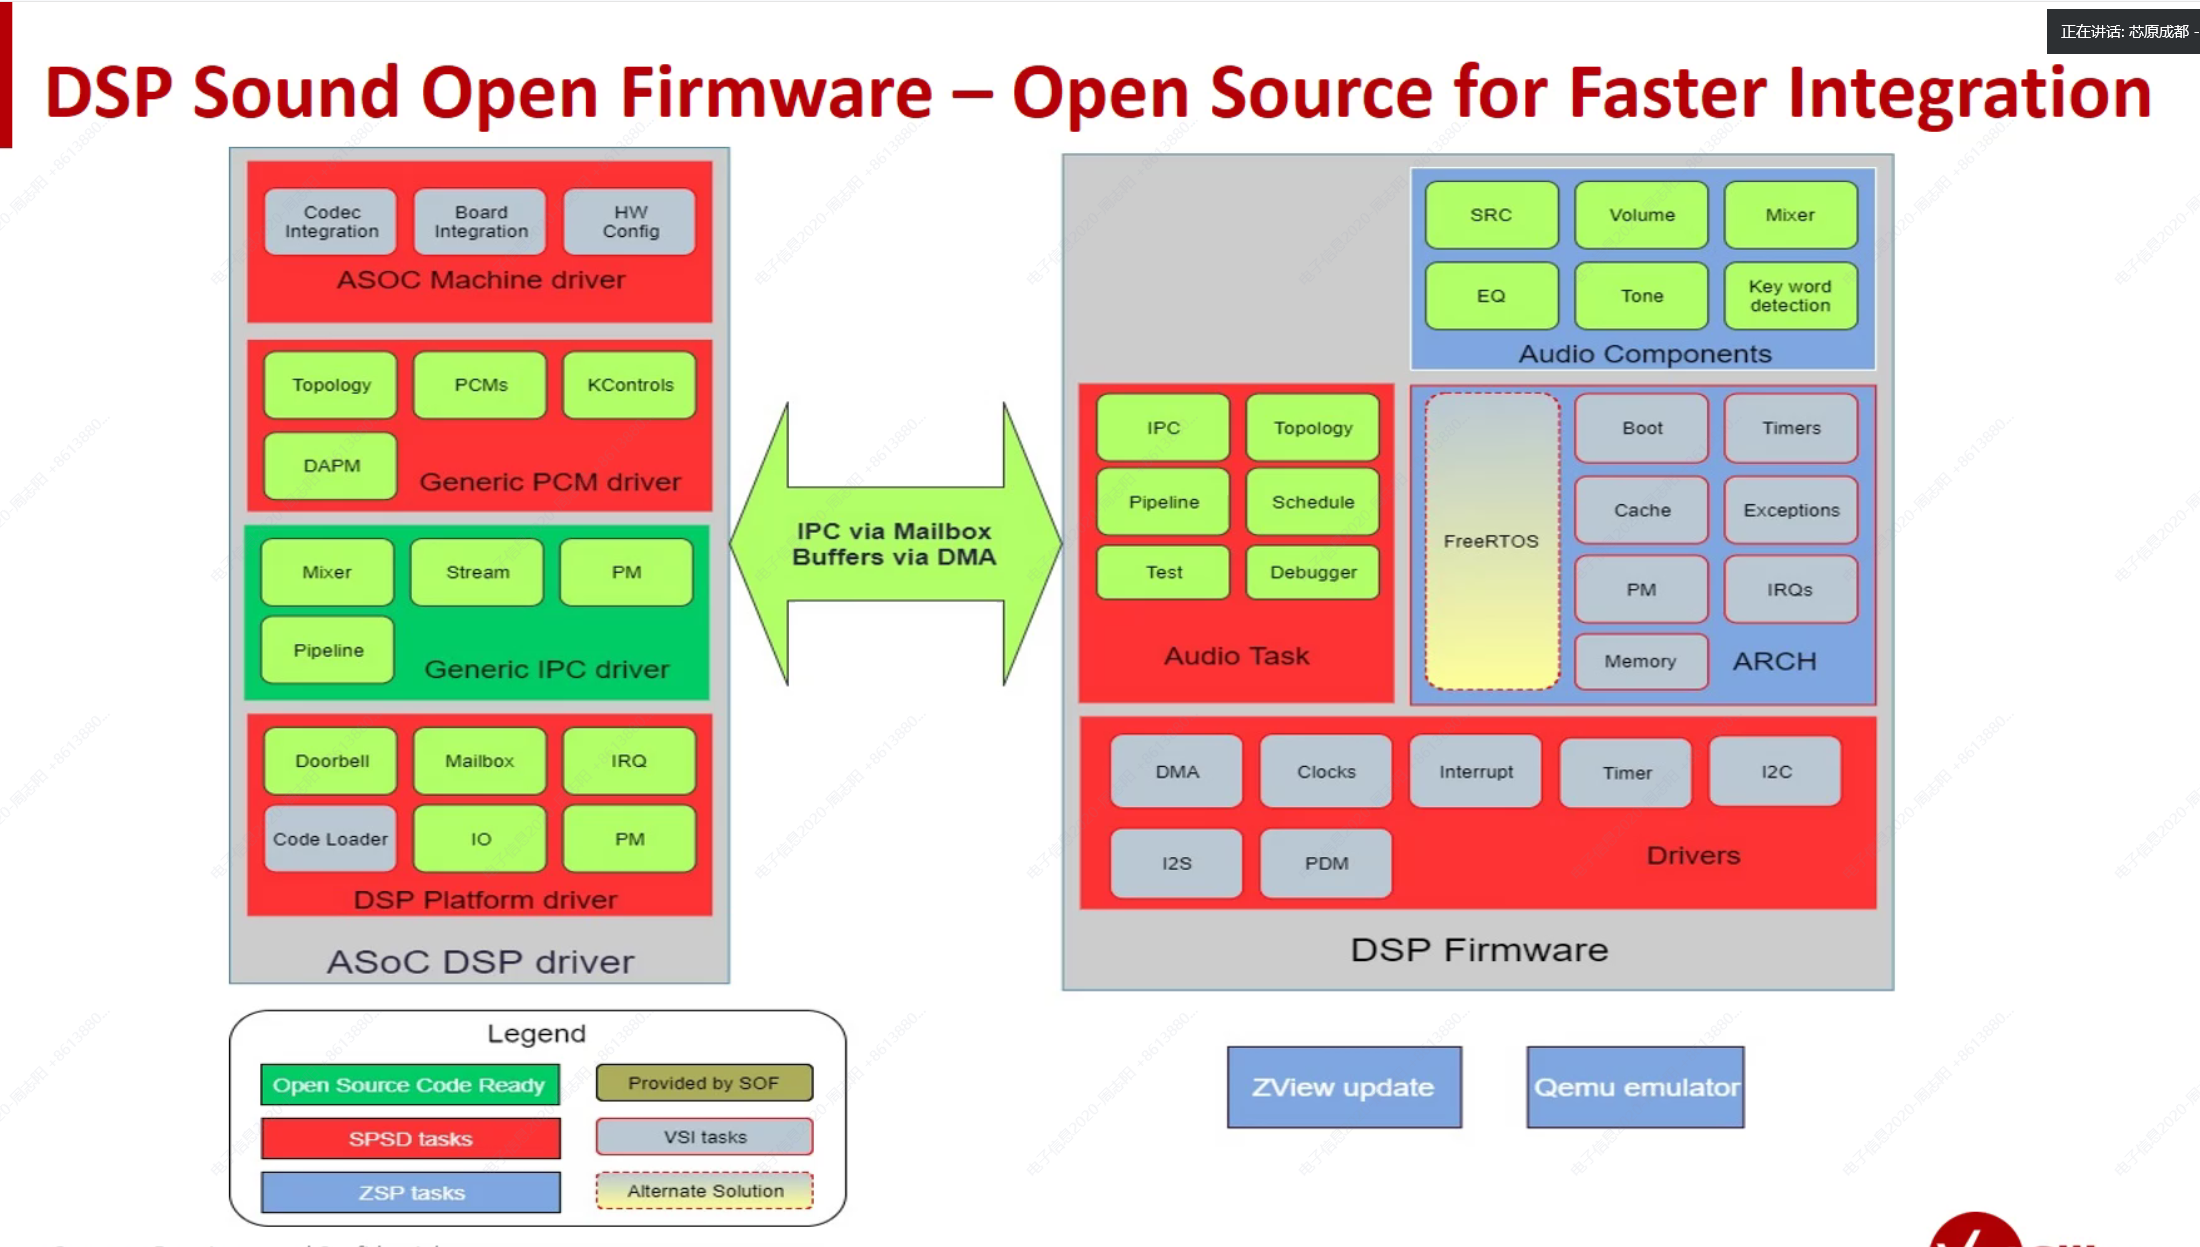 正在讲话: 芯原成都 -
DSP Sound Open Firmware – Open Source for Faster Integration
Codec
Integration
Board
Integration
HW
Config
ASOC Machine driver
Topology
PCMs
KControls
DAPM
Generic PCM driver
Mixer
Stream
PM
Pipeline
Generic IPC driver
Doorbell
Mailbox
IRQ
Code Loader
IO
PM
DSP Platform driver
ASoC DSP driver
IPC via Mailbox
Buffers via DMA
SRC
Volume
Mixer
EQ
Tone
Key word
detection
Audio Components
IPC
Topology
Pipeline
Schedule
Test
Debugger
Audio Task
FreeRTOS
Boot
Timers
Cache
Exceptions
PM
IRQs
Memory
ARCH
DMA
Clocks
Interrupt
Timer
I2C
I2S
PDM
Drivers
DSP Firmware
Legend
Open Source Code Ready
Provided by SOF
SPSD tasks
VSI tasks
ZSP tasks
Alternate Solution
ZView update
Qemu emulator